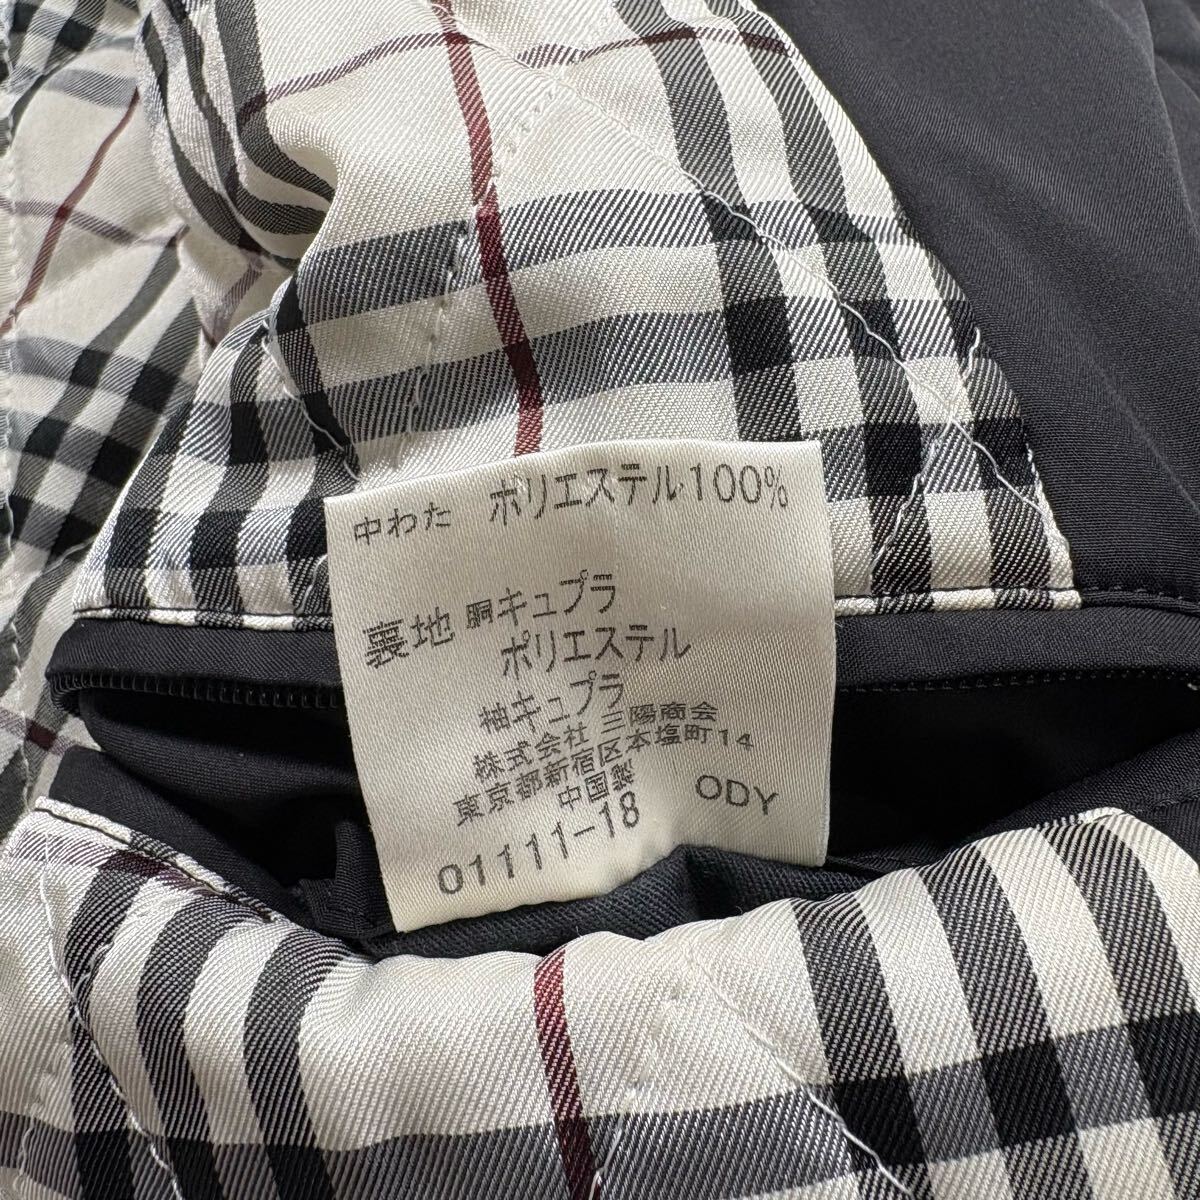 中わた ポリエステル100%
裏地 胴キュプラ
ポリエステル
袖キュプラ
株式会社 三陽商会
東京都新宿区本塩町14
中国製
ODY
01111-18